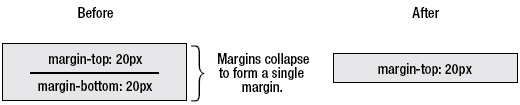 Before
After
margin-top: 20px
margin-bottom: 20px
Margins collapse
to form a single
margin.
margin-top: 20px